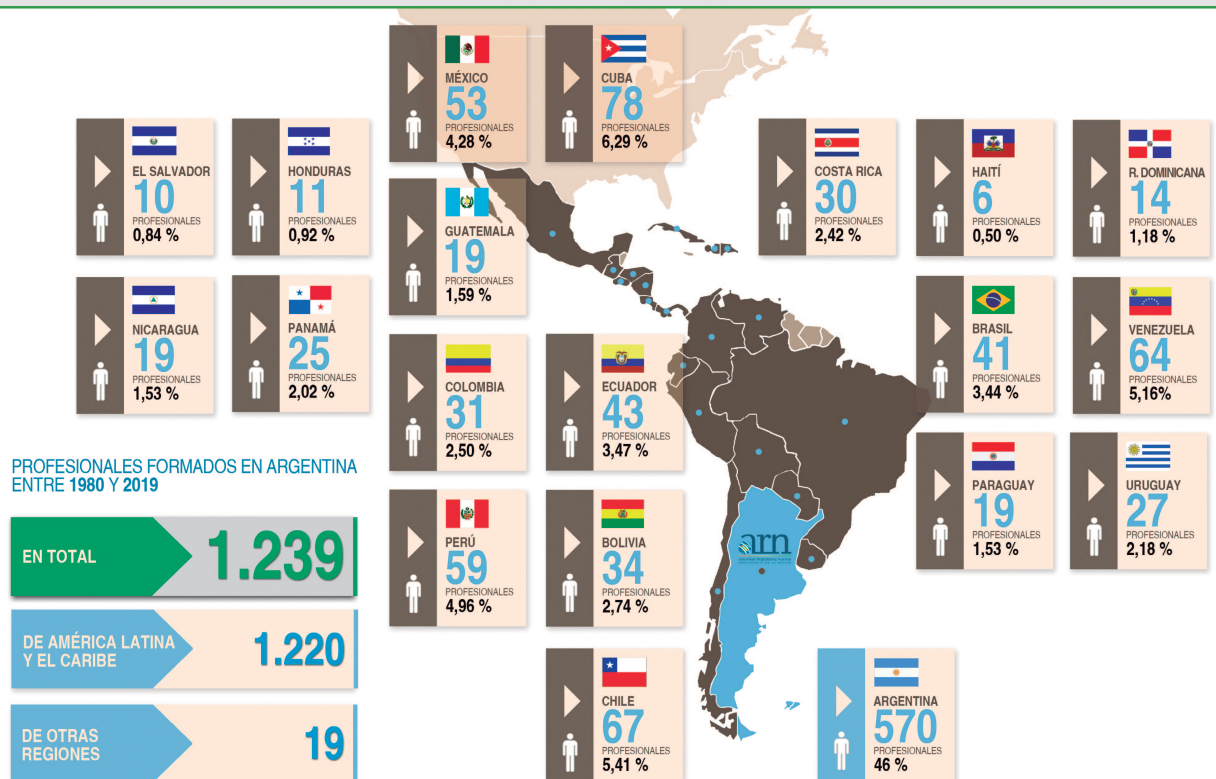 MÉXICO
53
PROFESIONALES
4,28 %
CUBA
78
PROFESIONALES
6,29 %
EL SALVADOR
10
PROFESIONALES
0,84 %
HONDURAS
11
PROFESIONALES
0,92 %
GUATEMALA
19
PROFESIONALES
1,59 %
COSTA RICA
30
PROFESIONALES
2,42 %
HAITÍ
6
PROFESIONALES
0,50 %
R. DOMINICANA
14
PROFESIONALES
1,18 %
NICARAGUA
19
PROFESIONALES
1,53 %
PANAMÁ
25
PROFESIONALES
2,02 %
COLOMBIA
31
PROFESIONALES
2,50 %
ECUADOR
43
PROFESIONALES
3,47 %
BRASIL
41
PROFESIONALES
3,44 %
VENEZUELA
64
PROFESIONALES
5,16%
PERÚ
59
PROFESIONALES
4,96 %
BOLIVIA
34
PROFESIONALES
2,74 %
PARAGUAY
19
PROFESIONALES
1,53 %
URUGUAY
27
PROFESIONALES
2,18 %
CHILE
67
PROFESIONALES
5,41 %
ARGENTINA
570
PROFESIONALES
46 %
arn
PROFESIONALES FORMADOS EN ARGENTINA
ENTRE 1980 Y 2019
EN TOTAL
1.239
DE AMÉRICA LATINA
Y EL CARIBE
1.220
DE OTRAS
REGIONES
19